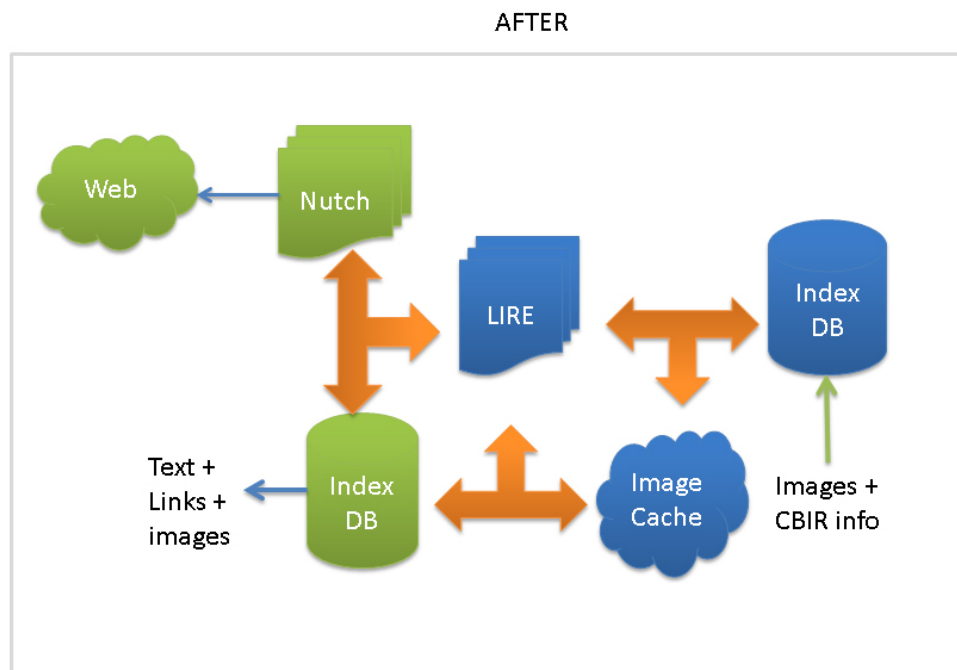 AFTER
Web
Nutch
LIRE
Index
DB
Text +
Links +
images
Index
DB
Image
Cache
Images +
CBIR info